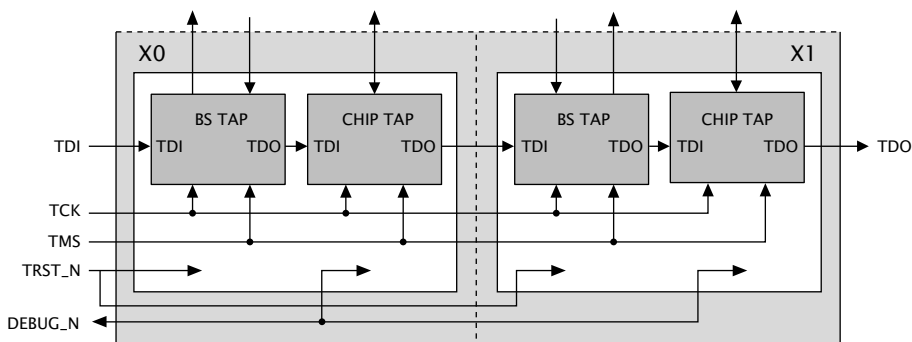 X0 X1
BS TAP CHIP TAP BS TAP CHIP TAP
TDI TDI TDO TDI TDO TDI TDO TDI TDO TDO
TCK
TMS
TRST_N
DEBUG_N